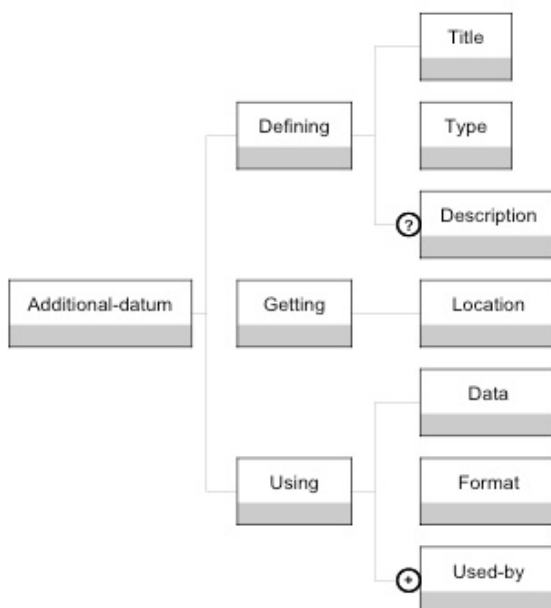 Title
Defining
Type
?
Description
Additional-datum
Getting
Location
Data
Using
Format
+
Used-by